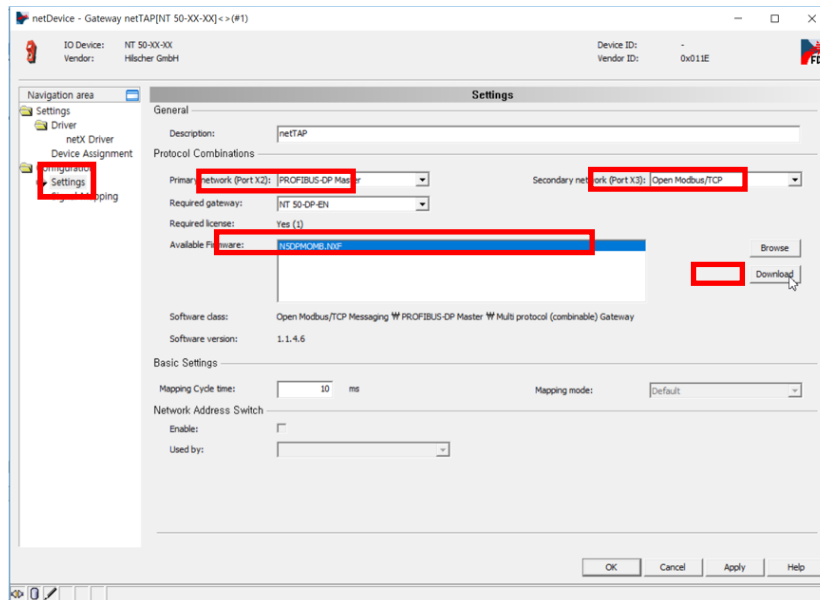 netDevice - Gateway netTAP[NT 50-XX-XX]<>(#1)
IO Device: NT 50-XX-XX Device ID: -
Vendor: Hilscher GmbH Vendor ID: 0x011E
Navigation area
Settings
Driver
netX Driver
Device Assignment
Configuration
Settings
Signal Mapping
Settings
General
Description: netTAP
Protocol Combinations
Primary network (Port X2): PROFIBUS-DP Master Secondary network (Port X3): Open Modbus/TCP
Required gateway: NT 50-DP-EN
Required license: Yes (1)
Available Firmware: N5DPMOMB.NXF Browse
Download
Software class: Open Modbus/TCP Messaging ₩ PROFIBUS-DP Master ₩ Multi protocol (combinable) Gateway
Software version: 1.1.4.6
Basic Settings
Mapping Cycle time: 10 ms Mapping mode: Default
Network Address Switch
Enable:
Used by:
OK Cancel Apply Help